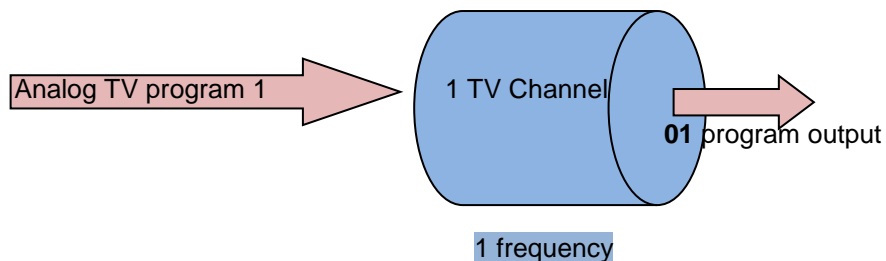 Analog TV program 1
1 TV Channel
01 program output
1 frequency